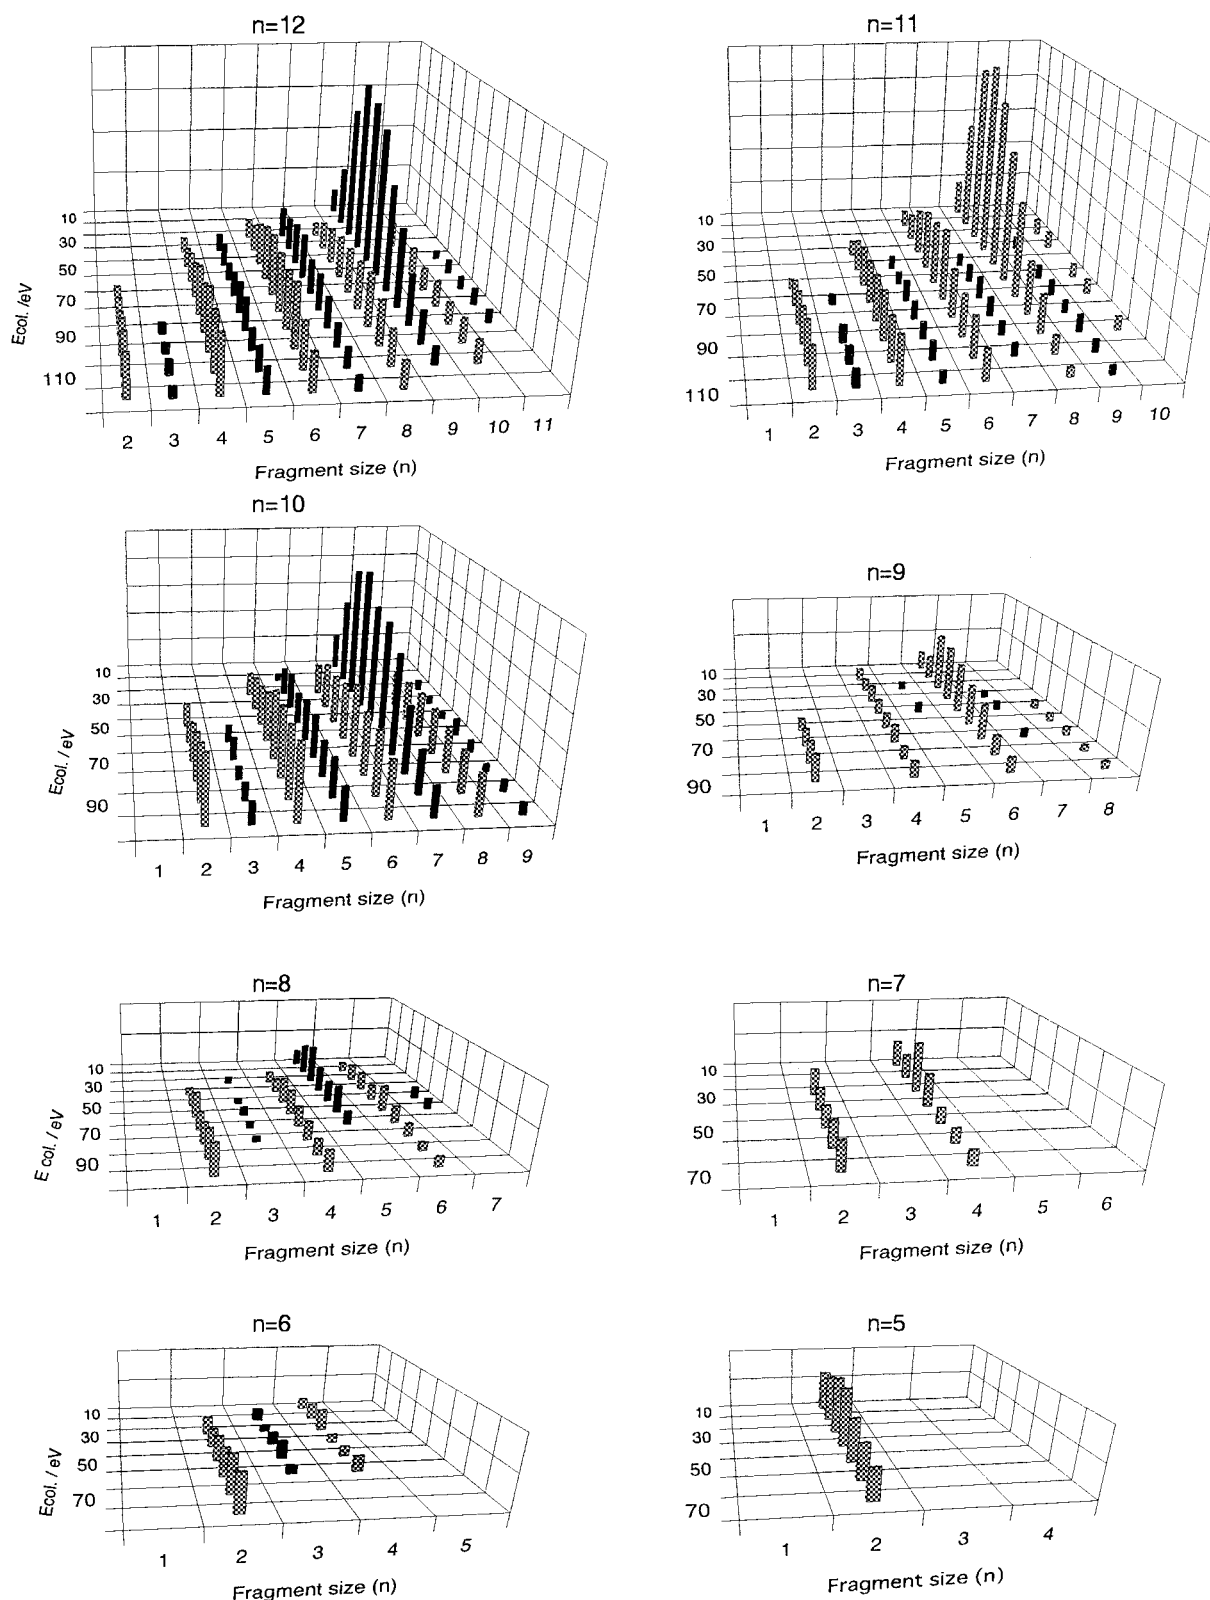 n=12
10
30
50
70
90
110
Ecol. /eV
2 3 4 5 6 7 8 9 10 11
Fragment size (n)
n=11
10
30
50
70
90
110
1 2 3 4 5 6 7 8 9 10
Fragment size (n)
n=10
10
30
50
70
90
Ecol. / eV
1 2 3 4 5 6 7 8 9
Fragment size (n)
n=9
10
30
50
70
90
1 2 3 4 5 6 7 8
Fragment size (n)
n=8
10
30
50
70
90
E col. / eV
1 2 3 4 5 6 7
Fragment size (n)
n=7
10
30
50
70
1 2 3 4 5 6
Fragment size (n)
n=6
10
30
50
70
Ecol. / eV
1 2 3 4 5
Fragment size (n)
n=5
10
30
50
70
1 2 3 4
Fragment size (n)